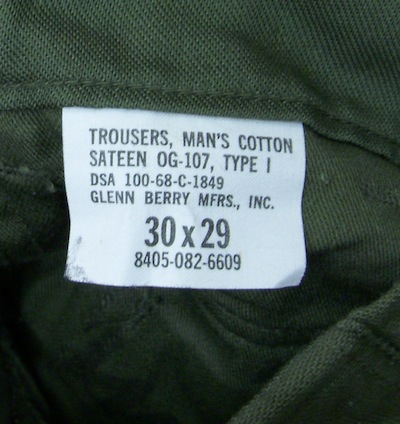 TROUSERS, MAN'S COTTON
SATEEN OG-107, TYPE I
DSA 100-68-C-1849
GLENN BERRY MFRS., INC.
30 x 29
8405-082-6609